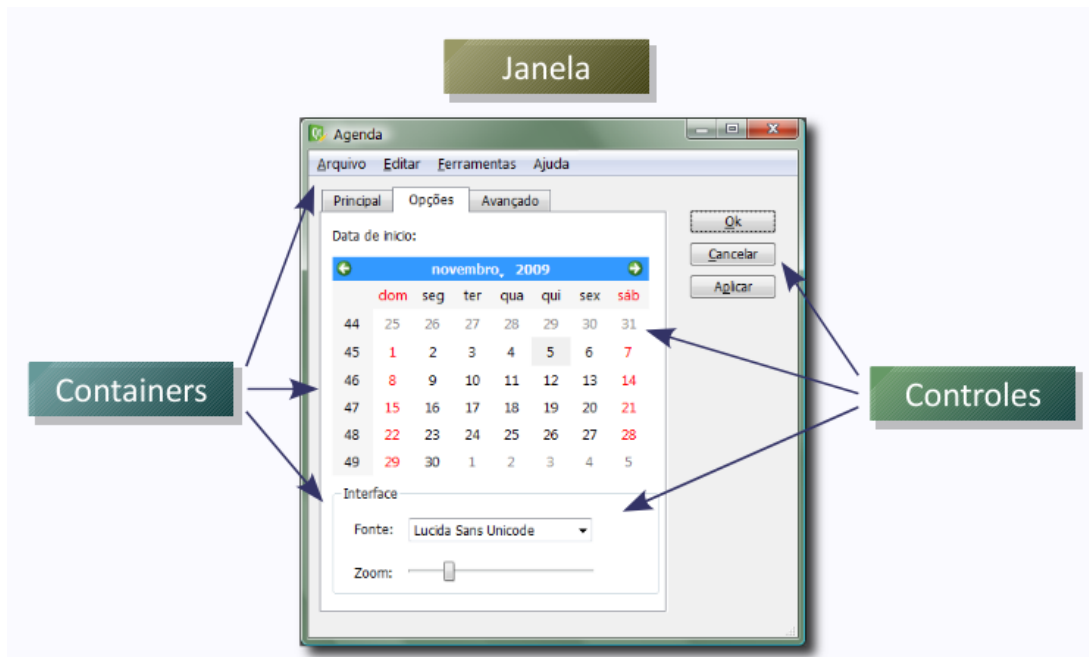 Janela
Agenda
Arquivo Editar Ferramentas Ajuda
Principal Opções Avançado
Ok
Data de inicio:
Cancelar
novembro, 2009
Aplicar
dom seg ter qua qui sex sáb
44 25 26 27 28 29 30 31
45 1 2 3 4 5 6 7
46 8 9 10 11 12 13 14
Containers
Controles
47 15 16 17 18 19 20 21
48 22 23 24 25 26 27 28
49 29 30 1 2 3 4 5
Interface
Fonte: Lucida Sans Unicode
Zoom: